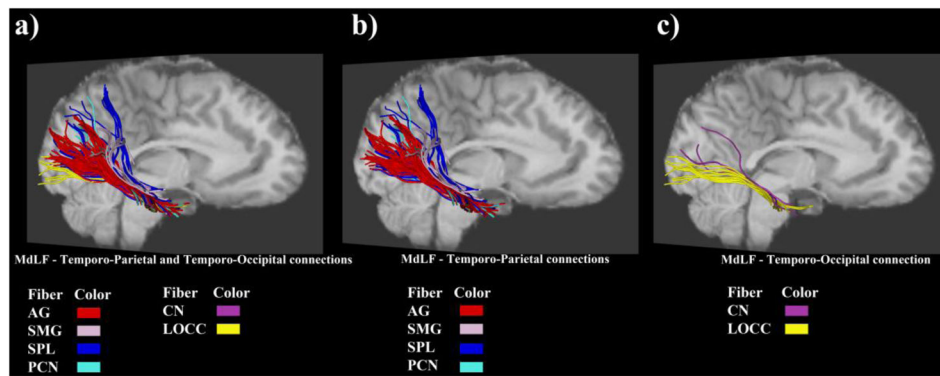 a)
b)
c)
MdLF - Temporo-Parietal and Temporo-Occipital connections
MdLF - Temporo-Parietal connections
MdLF - Temporo-Occipital connection
Fiber Color
AG
SMG
SPL
PCN
Fiber Color
CN
LOCC
Fiber Color
AG
SMG
SPL
PCN
Fiber Color
CN
LOCC